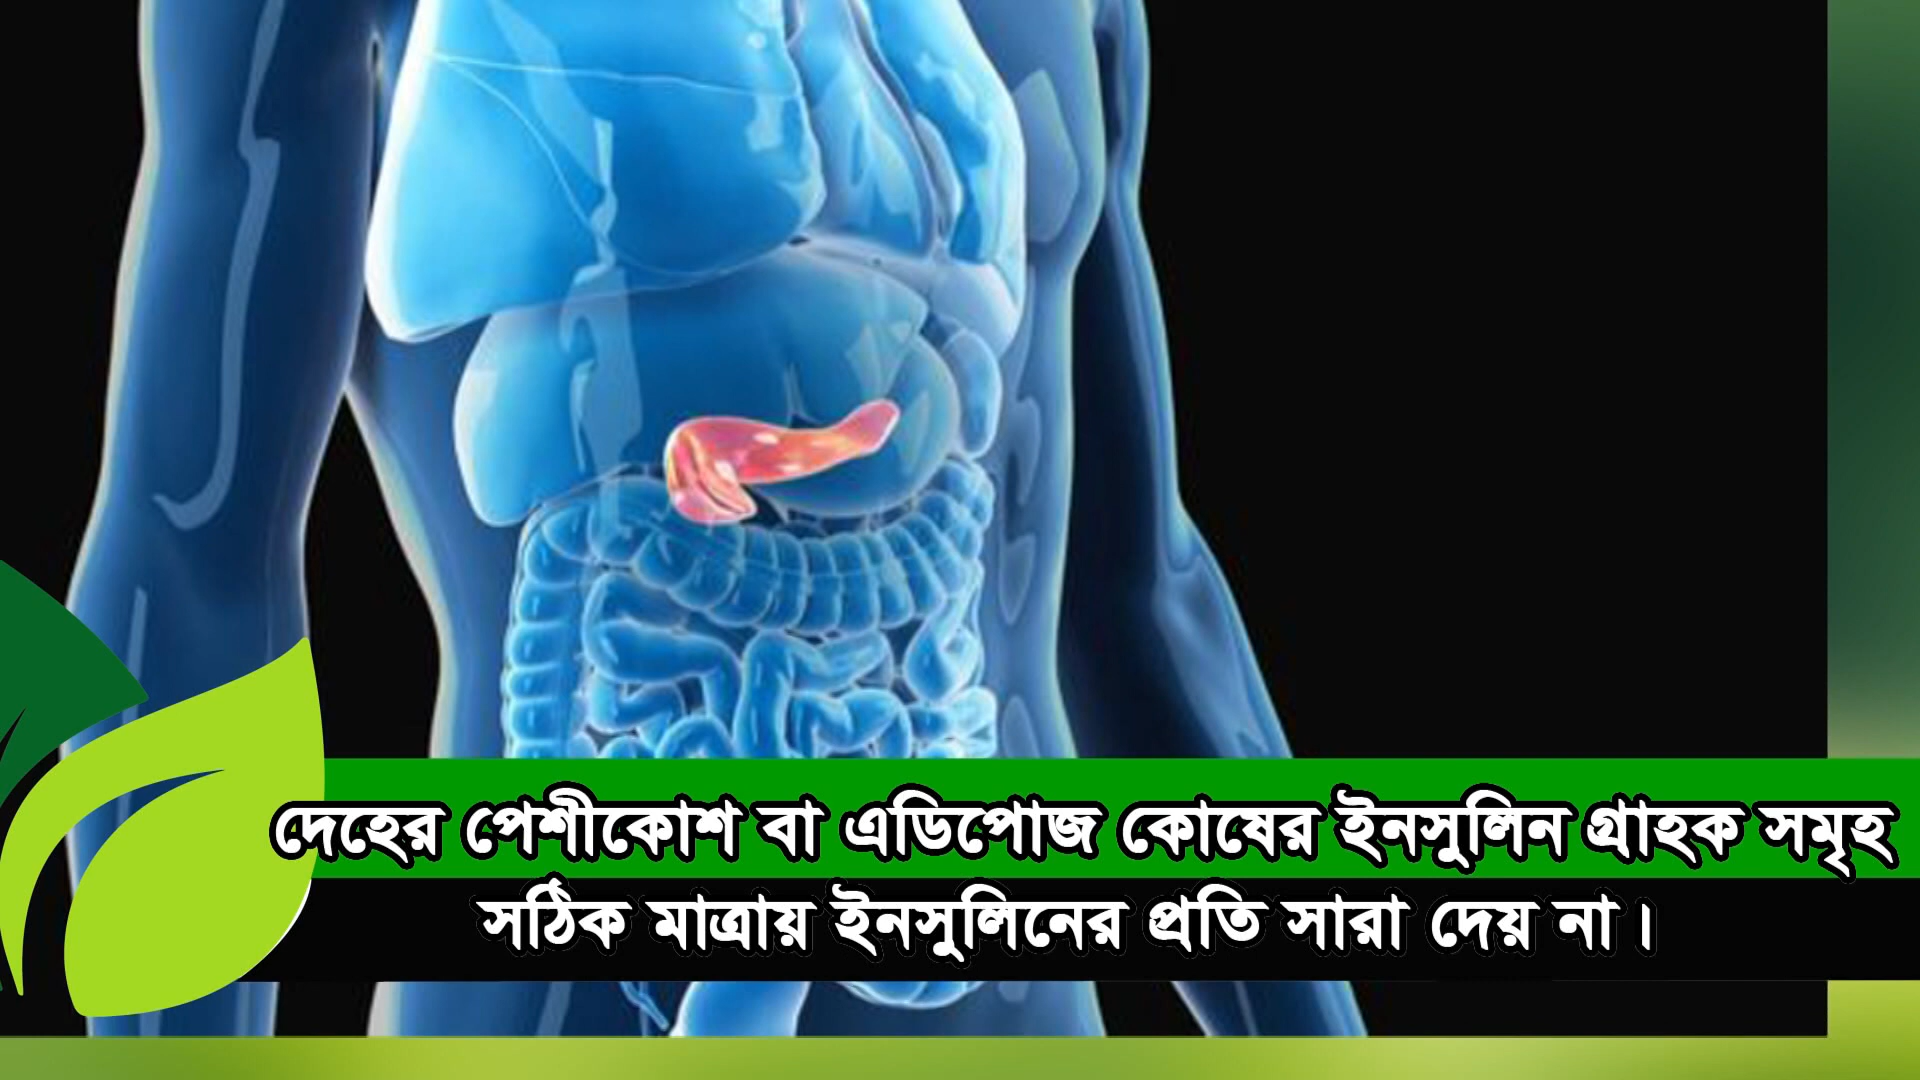 দেহের পেশীকোশ বা এডিপোজ কোষের ইনসুলিন গ্রাহক সমৃহ
সঠিক মাত্রায় ইনসুলিনের প্রতি সারা দেয় না।